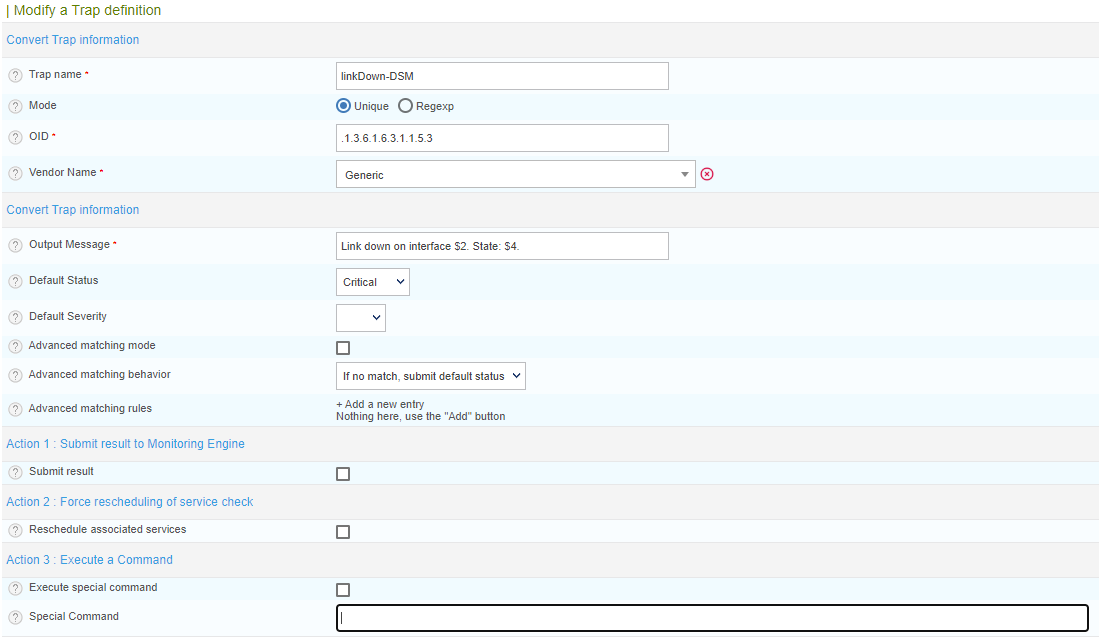 | Modify a Trap definition
Convert Trap information
? Trap name * linkDown-DSM
? Mode Unique Regexp
? OID * .1.3.6.1.6.3.1.1.5.3
? Vendor Name * Generic
Convert Trap information
? Output Message * Link down on interface $2. State: $4.
? Default Status Critical
? Default Severity
? Advanced matching mode
? Advanced matching behavior If no match, submit default status
? Advanced matching rules + Add a new entry
Nothing here, use the "Add" button
Action 1 : Submit result to Monitoring Engine
? Submit result
Action 2 : Force rescheduling of service check
? Reschedule associated services
Action 3 : Execute a Command
? Execute special command
? Special Command